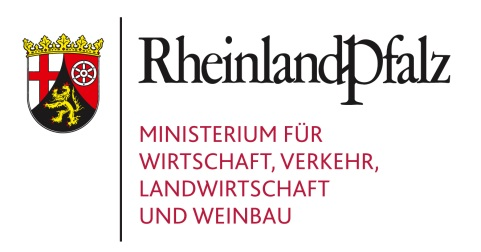 RheinlandPfalz
MINISTERIUM FÜR
WIRTSCHAFT, VERKEHR,
LANDWIRTSCHAFT
UND WEINBAU